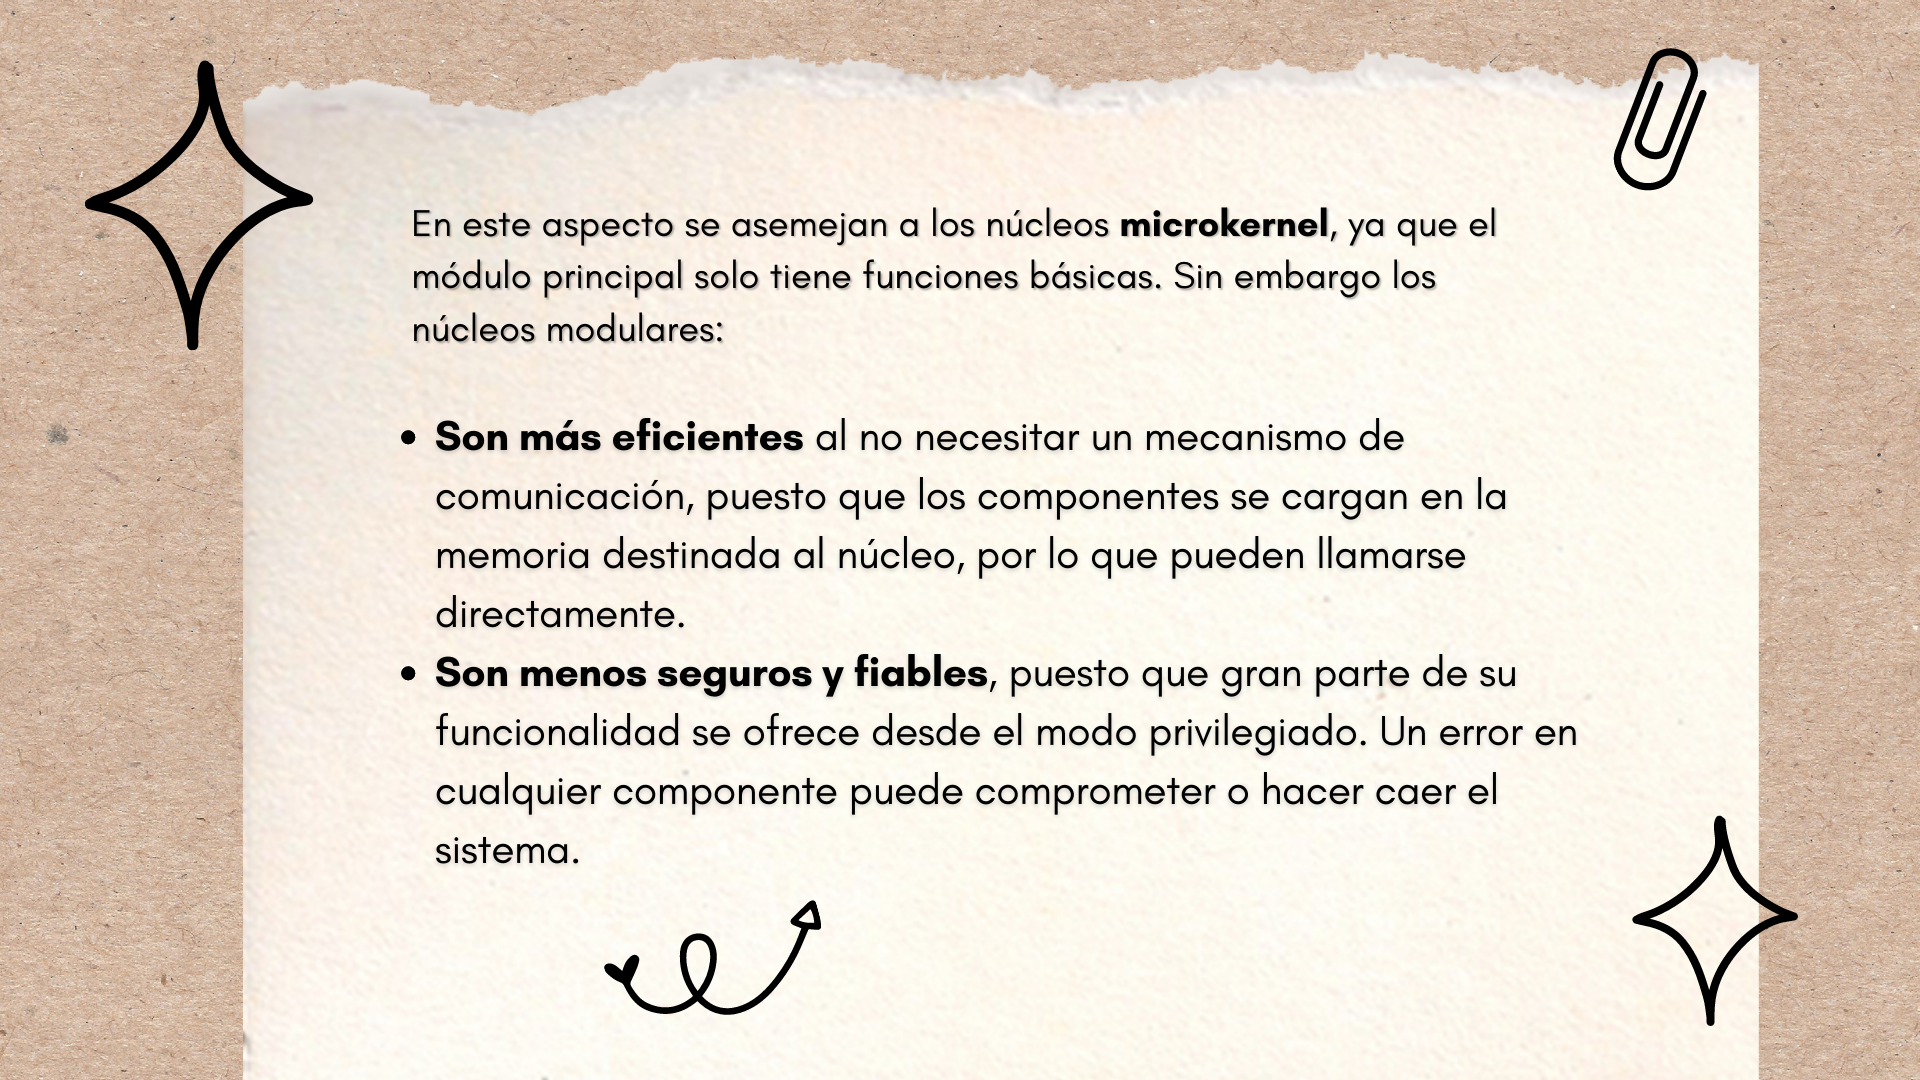 En este aspecto se asemejan a los núcleos microkernel, ya que el
módulo principal solo tiene funciones básicas. Sin embargo los
núcleos modulares:
• Son más eficientes al no necesitar un mecanismo de
comunicación, puesto que los componentes se cargan en la
memoria destinada al núcleo, por lo que pueden llamarse
directamente.
• Son menos seguros y fiables, puesto que gran parte de su
funcionalidad se ofrece desde el modo privilegiado. Un error en
cualquier componente puede comprometer o hacer caer el
sistema.